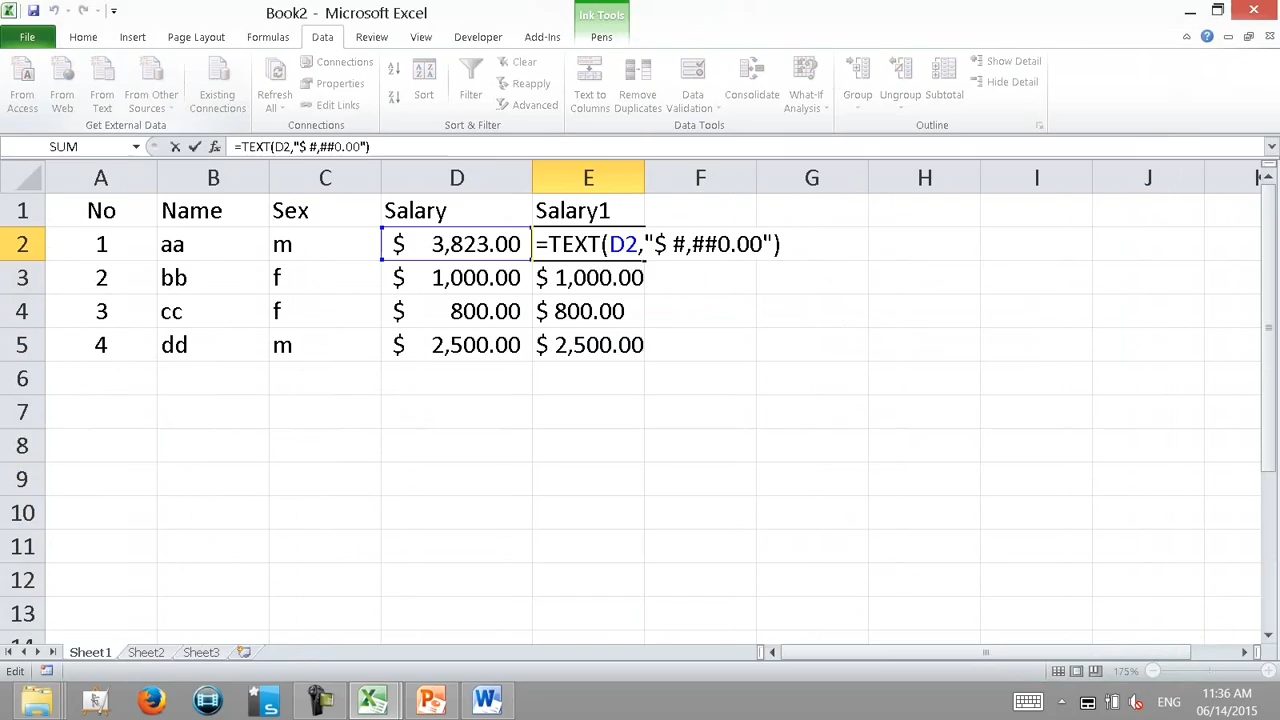 Book2 - Microsoft Excel
Ink Tools
File Home Insert Page Layout Formulas Data Review View Developer Add-Ins Pens
From Access
From Web
From Text
From Other Sources
Existing Connections
Get External Data
Refresh All
Connections
Properties
Edit Links
Connections
Sort
Filter
Clear
Reapply
Advanced
Sort & Filter
Text to Columns
Remove Duplicates
Data Validation
Consolidate
What-If Analysis
Data Tools
Group
Ungroup
Subtotal
Show Detail
Hide Detail
Outline
SUM fx =TEXT(D2,"$ #,##0.00")
A B C D E F G H I J K
1 No Name Sex Salary Salary1
2 1 aa m $ 3,823.00 =TEXT(D2,"$ #,##0.00")
3 2 bb f $ 1,000.00 $ 1,000.00
4 3 cc f $ 800.00 $ 800.00
5 4 dd m $ 2,500.00 $ 2,500.00
6
7
8
9
10
11
12
13
14
Sheet1 Sheet2 Sheet3
Edit 175%
ENG 11:36 AM
06/14/2015